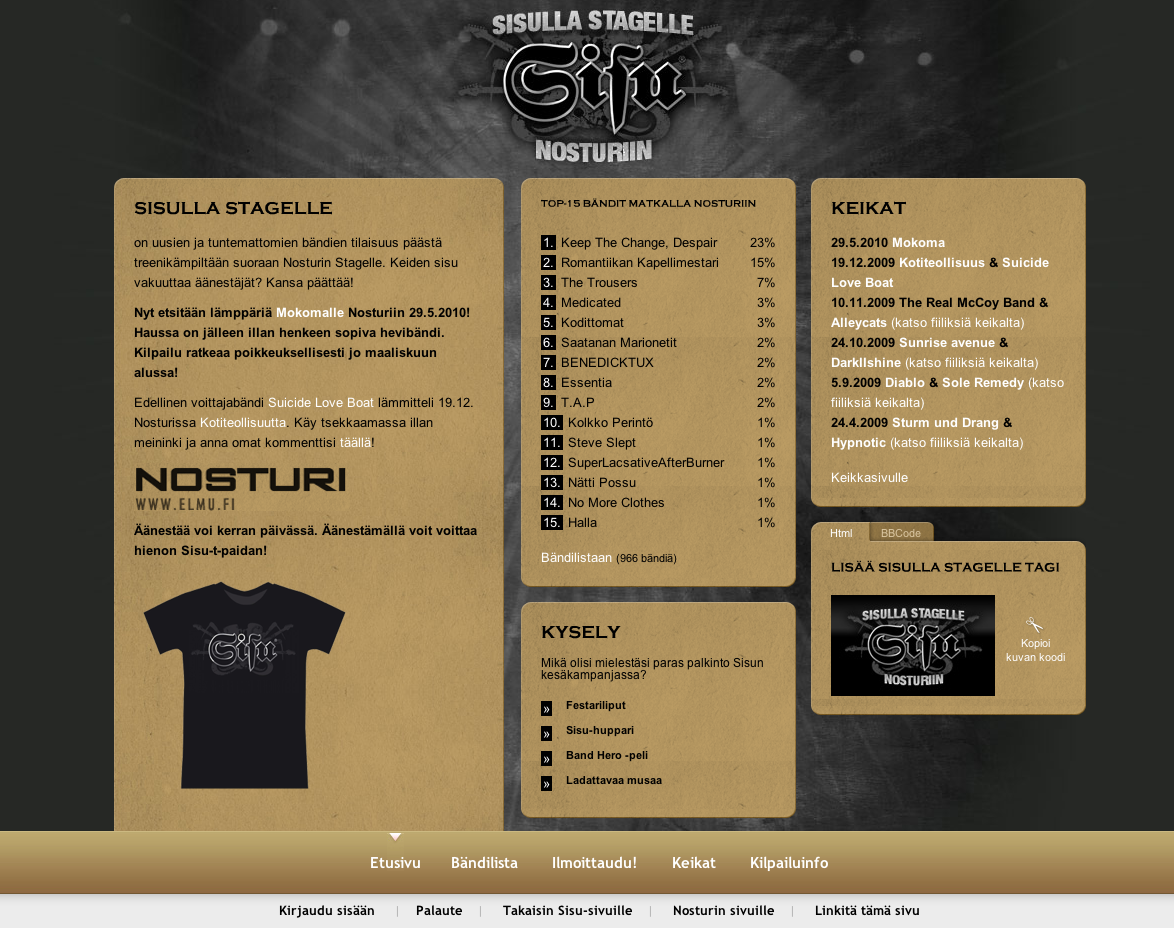 SISULLA STAGELLE
Sisu
NOSTURIIN
SISULLA STAGELLE
on uusien ja tuntemattomien bändien tilaisuus päästä
treenikämpiltään suoraan Nosturin Stagelle. Keiden sisu
vakuuttaa äänestäjät? Kansa päättää!
Nyt etsitään lämppäriä Mokomalle Nosturiin 29.5.2010!
Haussa on jälleen illan henkeen sopiva hevibändi.
Kilpailu ratkeaa poikkeuksellisesti jo maaliskuun
alussa!
Edellinen voittajabändi Suicide Love Boat lämmitteli 19.12.
Nosturissa Kotiteollisuutta. Käy tsekkaamassa illan
meininki ja anna omat kommenttisi täällä!
NOSTURI
WWW.ELMU.FI
Äänestää voi kerran päivässä. Äänestämällä voit voittaa
hienon Sisu-t-paidan!
Sisu
TOP-15 BÄNDIT MATKALLA NOSTURIIN
1. Keep The Change, Despair 23%
2. Romantiikan Kapellimestari 15%
3. The Trousers 7%
4. Medicated 3%
5. Kodittomat 3%
6. Saatanan Marionetit 2%
7. BENEDICKTUX 2%
8. Essentia 2%
9. T.A.P 2%
10. Kolkko Perintö 1%
11. Steve Slept 1%
12. SuperLacsativeAfterBurner 1%
13. Nätti Possu 1%
14. No More Clothes 1%
15. Halla 1%
Bändilistaan (966 bändiä)
KYSELY
Mikä olisi mielestäsi paras palkinto Sisun
kesäkampanjassa?
» Festariliput
» Sisu-huppari
» Band Hero -peli
» Ladattavaa musaa
KEIKAT
29.5.2010 Mokoma
19.12.2009 Kotiteollisuus & Suicide
Love Boat
10.11.2009 The Real McCoy Band &
Alleycats (katso fiiliksiä keikalta)
24.10.2009 Sunrise avenue &
DarkIIshine (katso fiiliksiä keikalta)
5.9.2009 Diablo & Sole Remedy (katso
fiiliksiä keikalta)
24.4.2009 Sturm und Drang &
Hypnotic (katso fiiliksiä keikalta)
Keikkasivulle
Html BBCode
LISÄÄ SISULLA STAGELLE TAGI
SISULLA STAGELLE
Sisu
NOSTURIIN
Kopioi
kuvan koodi
Etusivu Bändilista Ilmoittaudu! Keikat Kilpailuinfo
Kirjaudu sisään | Palaute | Takaisin Sisu-sivuille | Nosturin sivuille | Linkitä tämä sivu